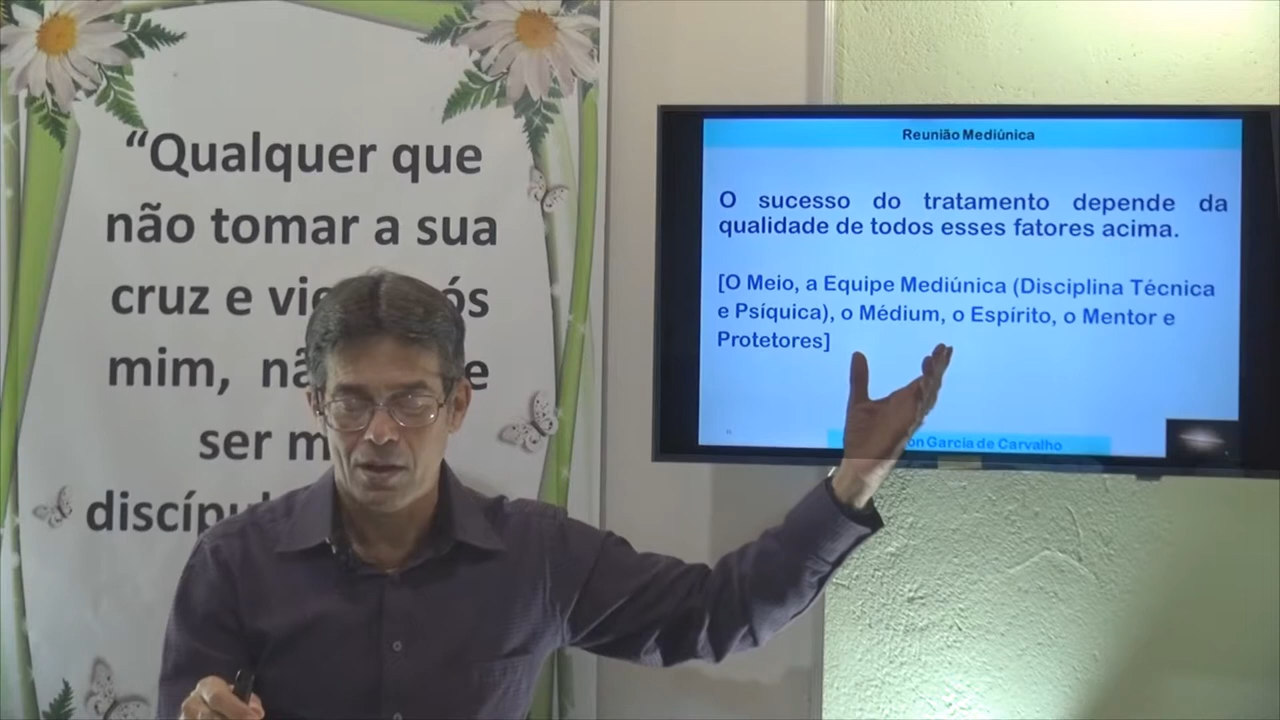 “Qualquer que
não tomar a sua
cruz e
mim,
ser
Reunião Mediúnica
O sucesso do tratamento depende da
qualidade de todos esses fatores acima.
[O Meio, a Equipe Mediúnica (Disciplina Técnica
e Psíquica), o Médium, o Espírito, o Mentor e
Protetores]
Garcia de Carvalho